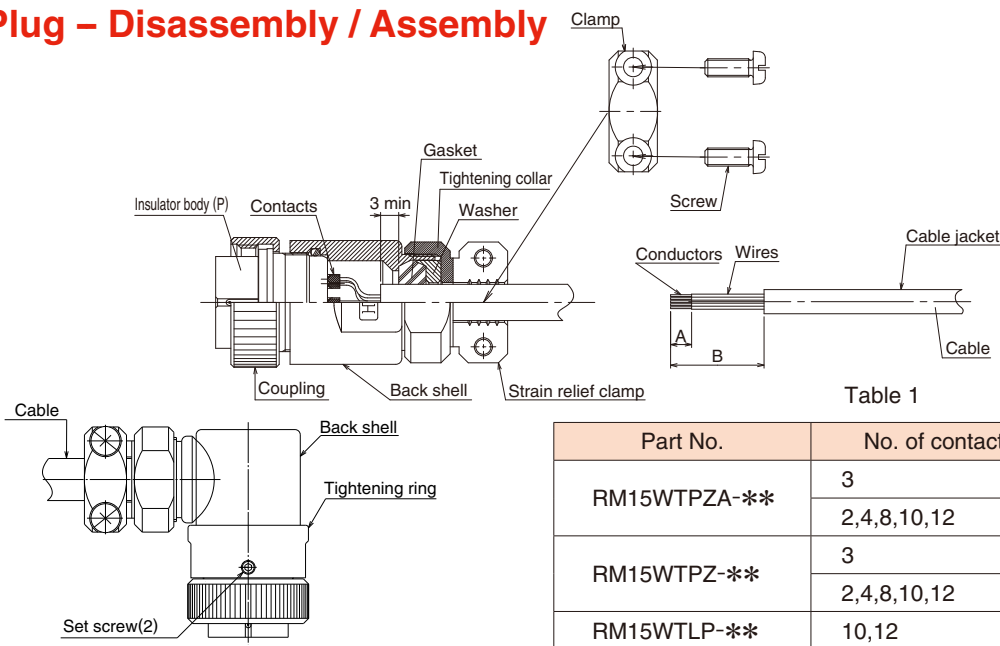 Plug – Disassembly / Assembly
Clamp
Screw
Gasket
Tightening collar
Washer
3 min
Insulator body (P)
Contacts
Coupling
Back shell
Strain relief clamp
Conductors
Wires
Cable jacket
Cable
A
B
Cable
Back shell
Tightening ring
Set screw(2)
Table 1
Part No. No. of contact
RM15WTPZA-** 3
2,4,8,10,12
RM15WTPZ-** 3
2,4,8,10,12
RM15WTLP-** 10,12